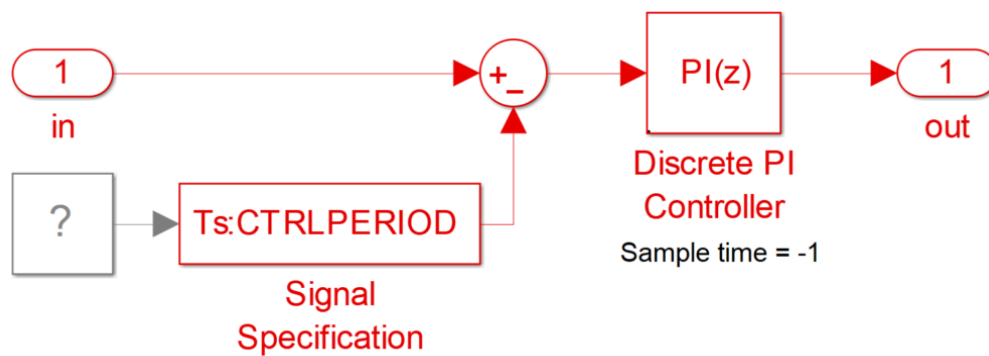 1
+
−
PI(z)
1
in
out
?
Ts:CTRLPERIOD
Discrete PI
Controller
Sample time = -1
Signal
Specification